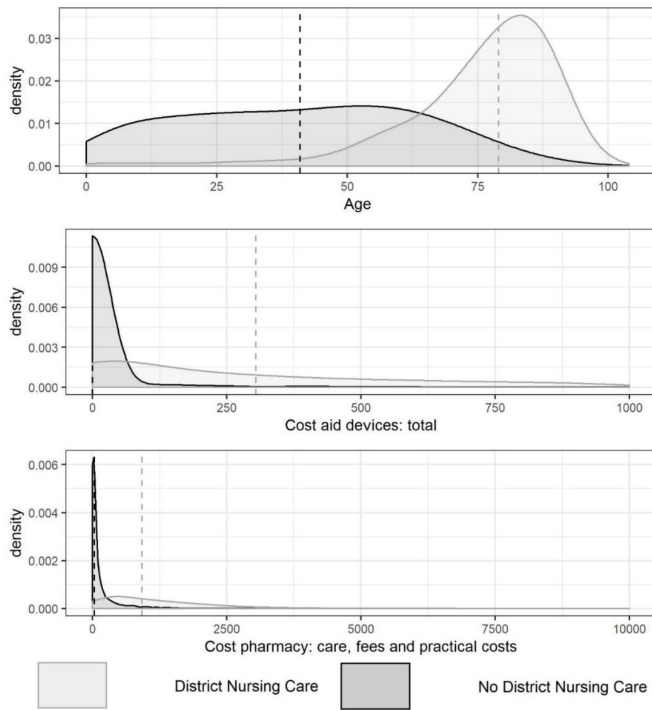 0.03
0.02
0.01
0.00
density
0 25 50 75 100
Age
0.009
0.006
0.003
0.000
density
0 250 500 750 1000
Cost aid devices: total
0.006
0.004
0.002
0.000
density
0 2500 5000 7500 10000
Cost pharmacy: care, fees and practical costs
District Nursing Care No District Nursing Care